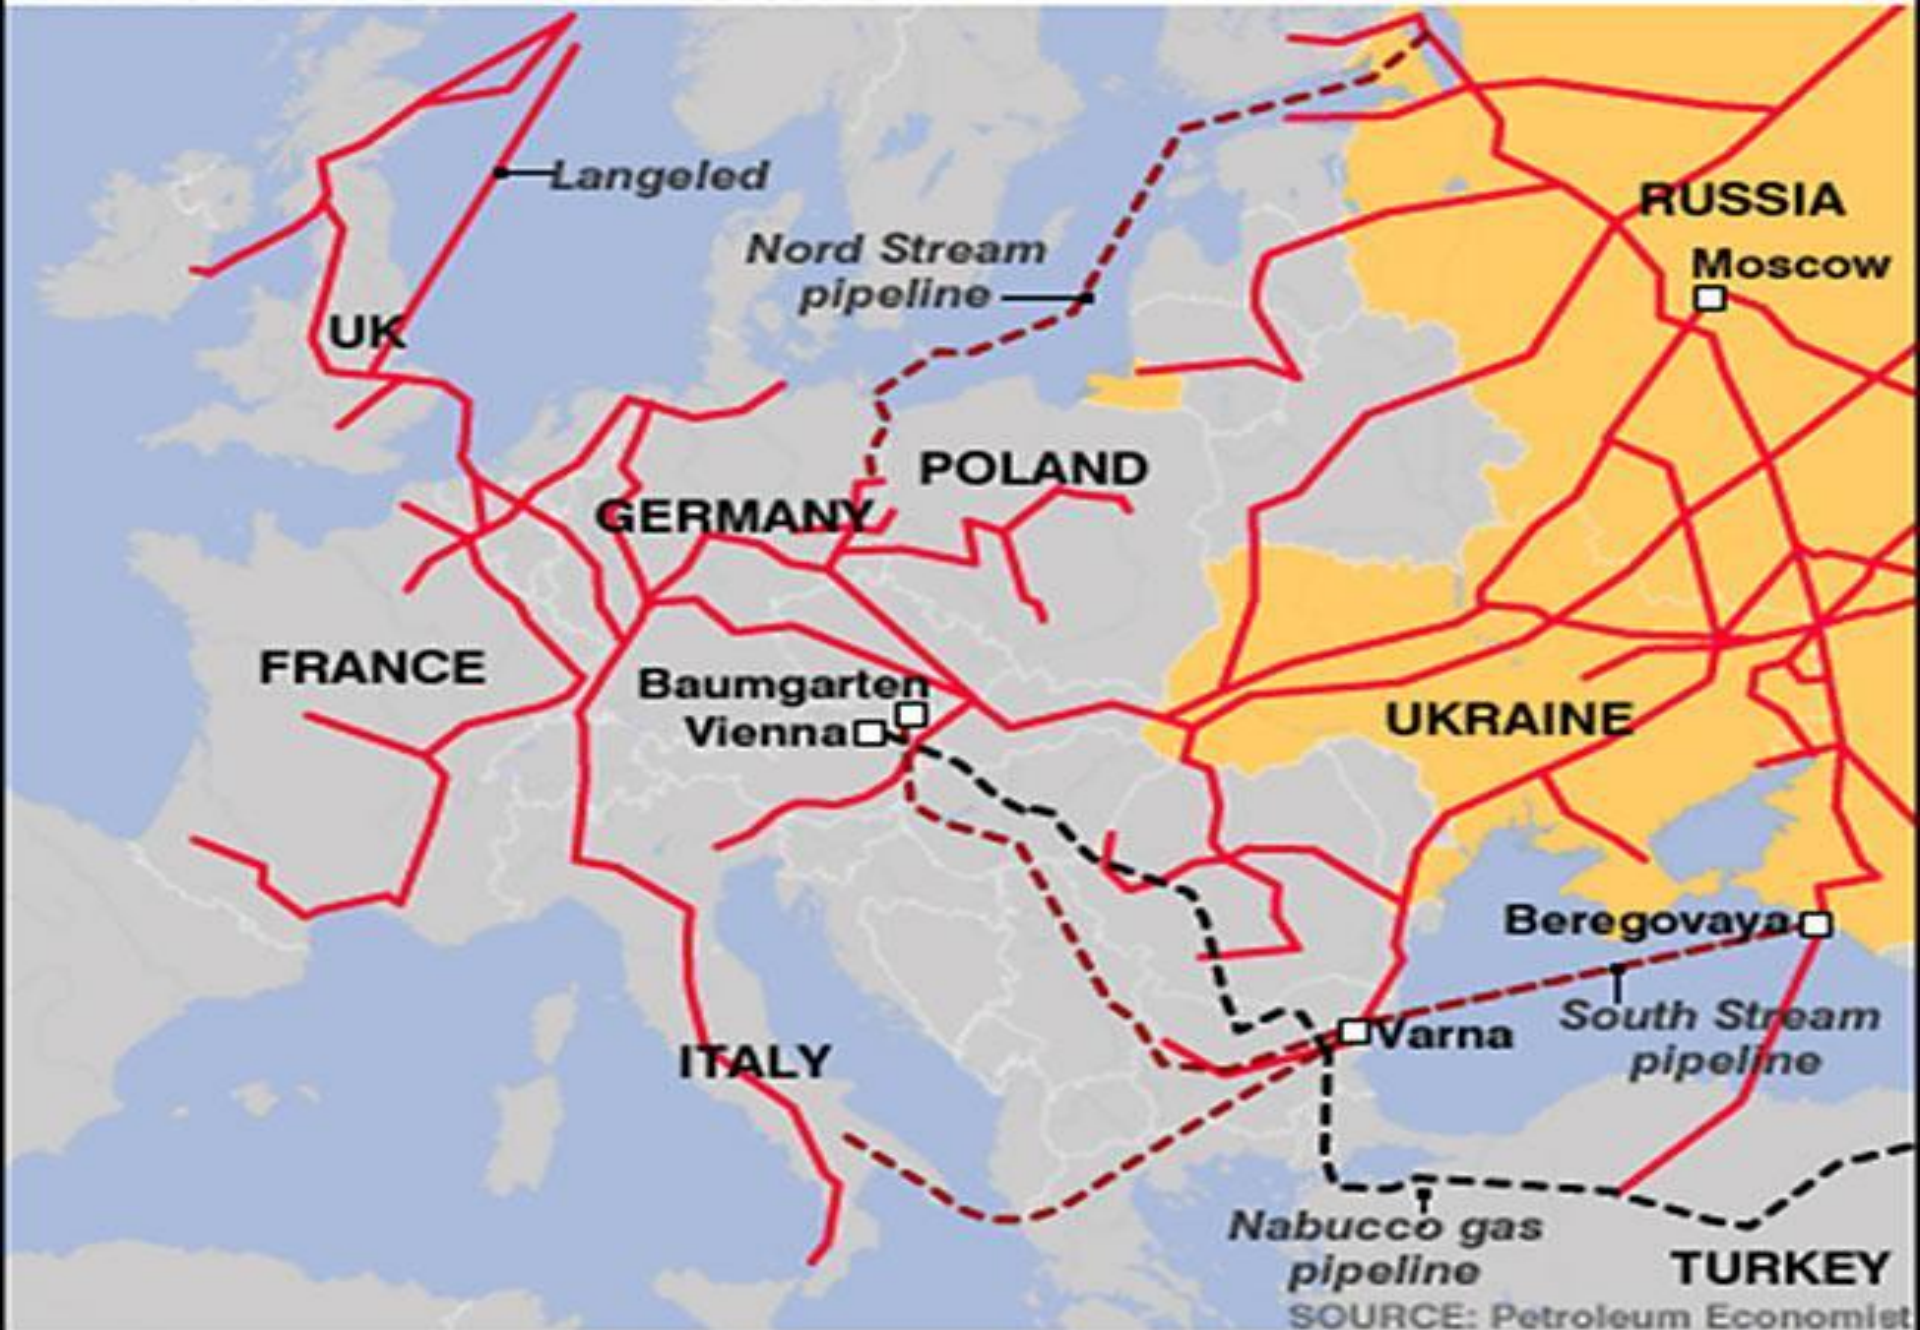 Langeled
RUSSIA
Nord Stream
pipeline
Moscow
UK
POLAND
GERMANY
FRANCE
Baumgarten
Vienna
UKRAINE
Beregovaya
South Stream
pipeline
Varna
ITALY
Nabucco gas
pipeline
TURKEY
SOURCE: Petroleum Economist